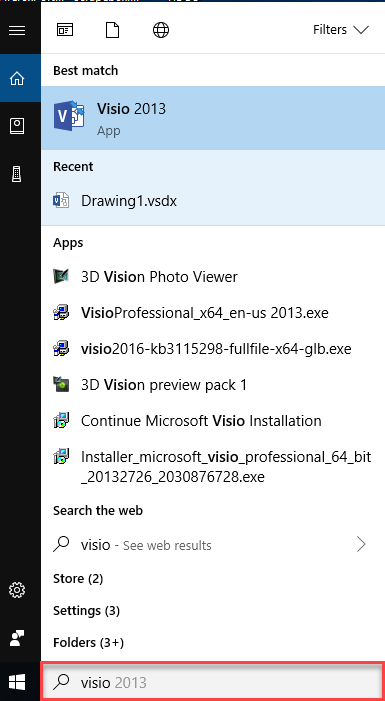 Filters
Best match
Visio 2013
App
Recent
Drawing1.vsdx
Apps
3D Vision Photo Viewer
VisioProfessional_x64_en-us 2013.exe
visio2016-kb3115298-fullfile-x64-glb.exe
3D Vision preview pack 1
Continue Microsoft Visio Installation
Installer_microsoft_visio_professional_64_bit
_20132726_2030876728.exe
Search the web
visio - See web results
Store (2)
Settings (3)
Folders (3+)
visio 2013